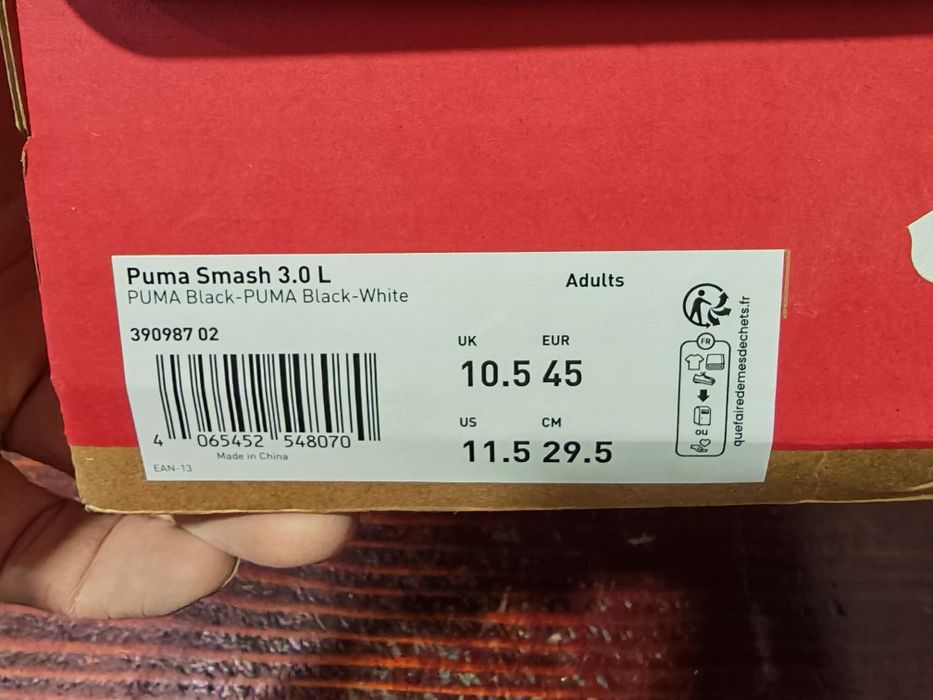 Puma Smash 3.0 L
PUMA Black-PUMA Black-White
Adults
390987 02
UK EUR
10.5 45
US CM
11.5 29.5
4 065452 548070
Made in China
EAN-13
FR
OU
quefairedemesdechets.fr